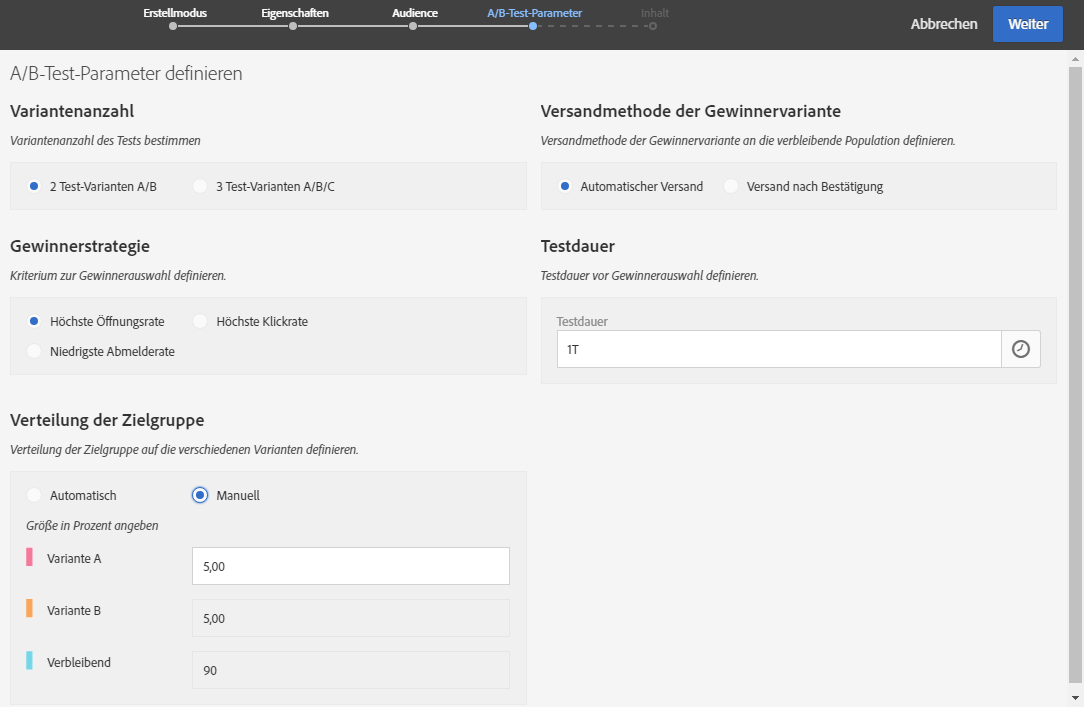 Erstellmodus
Eigenschaften
Audience
A/B-Test-Parameter
Inhalt
Abbrechen
Weiter
A/B-Test-Parameter definieren
Variantenanzahl
Variantenanzahl des Tests bestimmen
2 Test-Varianten A/B
3 Test-Varianten A/B/C
Versandmethode der Gewinnervariante
Versandmethode der Gewinnervariante an die verbleibende Population definieren.
Automatischer Versand
Versand nach Bestätigung
Gewinnerstrategie
Kriterium zur Gewinnerauswahl definieren.
Höchste Öffnungsrate
Höchste Klickrate
Niedrigste Abmelderate
Testdauer
Testdauer vor Gewinnerauswahl definieren.
Testdauer
1T
Verteilung der Zielgruppe
Verteilung der Zielgruppe auf die verschiedenen Varianten definieren.
Automatisch
Manuell
Größe in Prozent angeben
Variante A
5,00
Variante B
5,00
Verbleibend
90